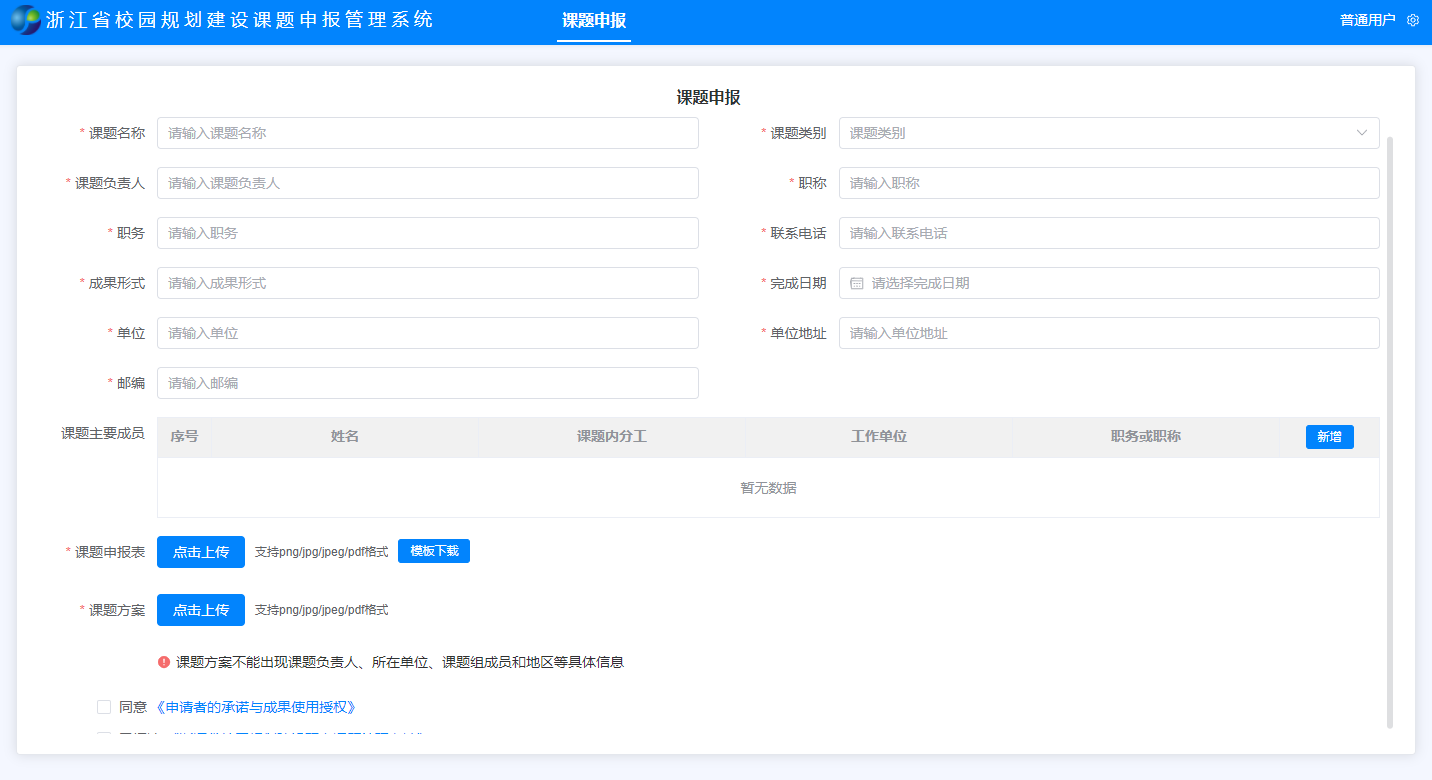 浙江省校园规划建设课题申报管理系统
课题申报
普通用户
课题申报
* 课题名称 请输入课题名称
* 课题类别 课题类别
* 课题负责人 请输入课题负责人
* 职称 请输入职称
* 职务 请输入职务
* 联系电话 请输入联系电话
* 成果形式 请输入成果形式
* 完成日期 请选择完成日期
* 单位 请输入单位
* 单位地址 请输入单位地址
* 邮编 请输入邮编
课题主要成员 序号 姓名 课题内分工 工作单位 职务或职称 新增
暂无数据
* 课题申报表 点击上传 支持png/jpg/jpeg/pdf格式 模板下载
* 课题方案 点击上传 支持png/jpg/jpeg/pdf格式
课题方案不能出现课题负责人、所在单位、课题组成员和地区等具体信息
同意 《申请者的承诺与成果使用授权》